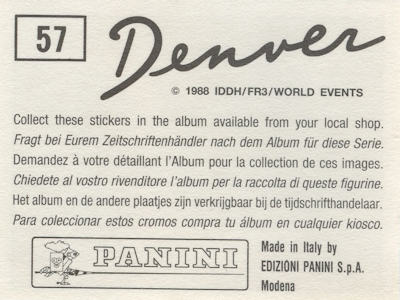 57
Denver
© 1988 IDDH/FR3/WORLD EVENTS
Collect these stickers in the album available from your local shop.
Fragt bei Eurem Zeitschriftenhändler nach dem Album für diese Serie.
Demandez à votre détaillant l'Album pour la collection de ces images.
Chiedete al vostro rivenditore l'album per la raccolta di queste figurine.
Het album en de andere plaatjes zijn verkrijgbaar bij de tijdschrifthandelaar.
Para coleccionar estos cromos compra tu álbum en cualquier kiosco.
PANINI
Made in Italy by
EDIZIONI PANINI S.p.A.
Modena